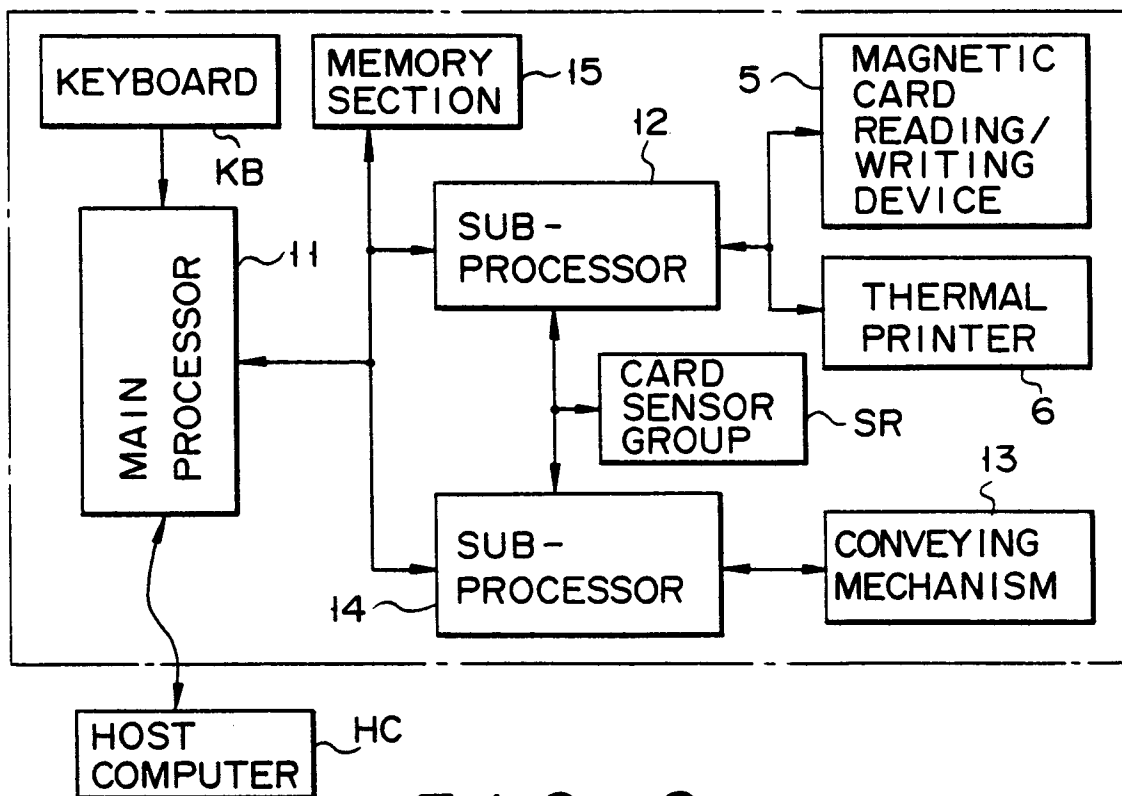 KEYBOARD
KB
MEMORY
SECTION
15
12
5
MAGNETIC
CARD
READING/
WRITING
DEVICE
MAIN
PROCESSOR
11
SUB-
PROCESSOR
THERMAL
PRINTER
6
CARD
SENSOR
GROUP
SR
SUB-
PROCESSOR
14
13
CONVEYING
MECHANISM
HOST
COMPUTER
HC